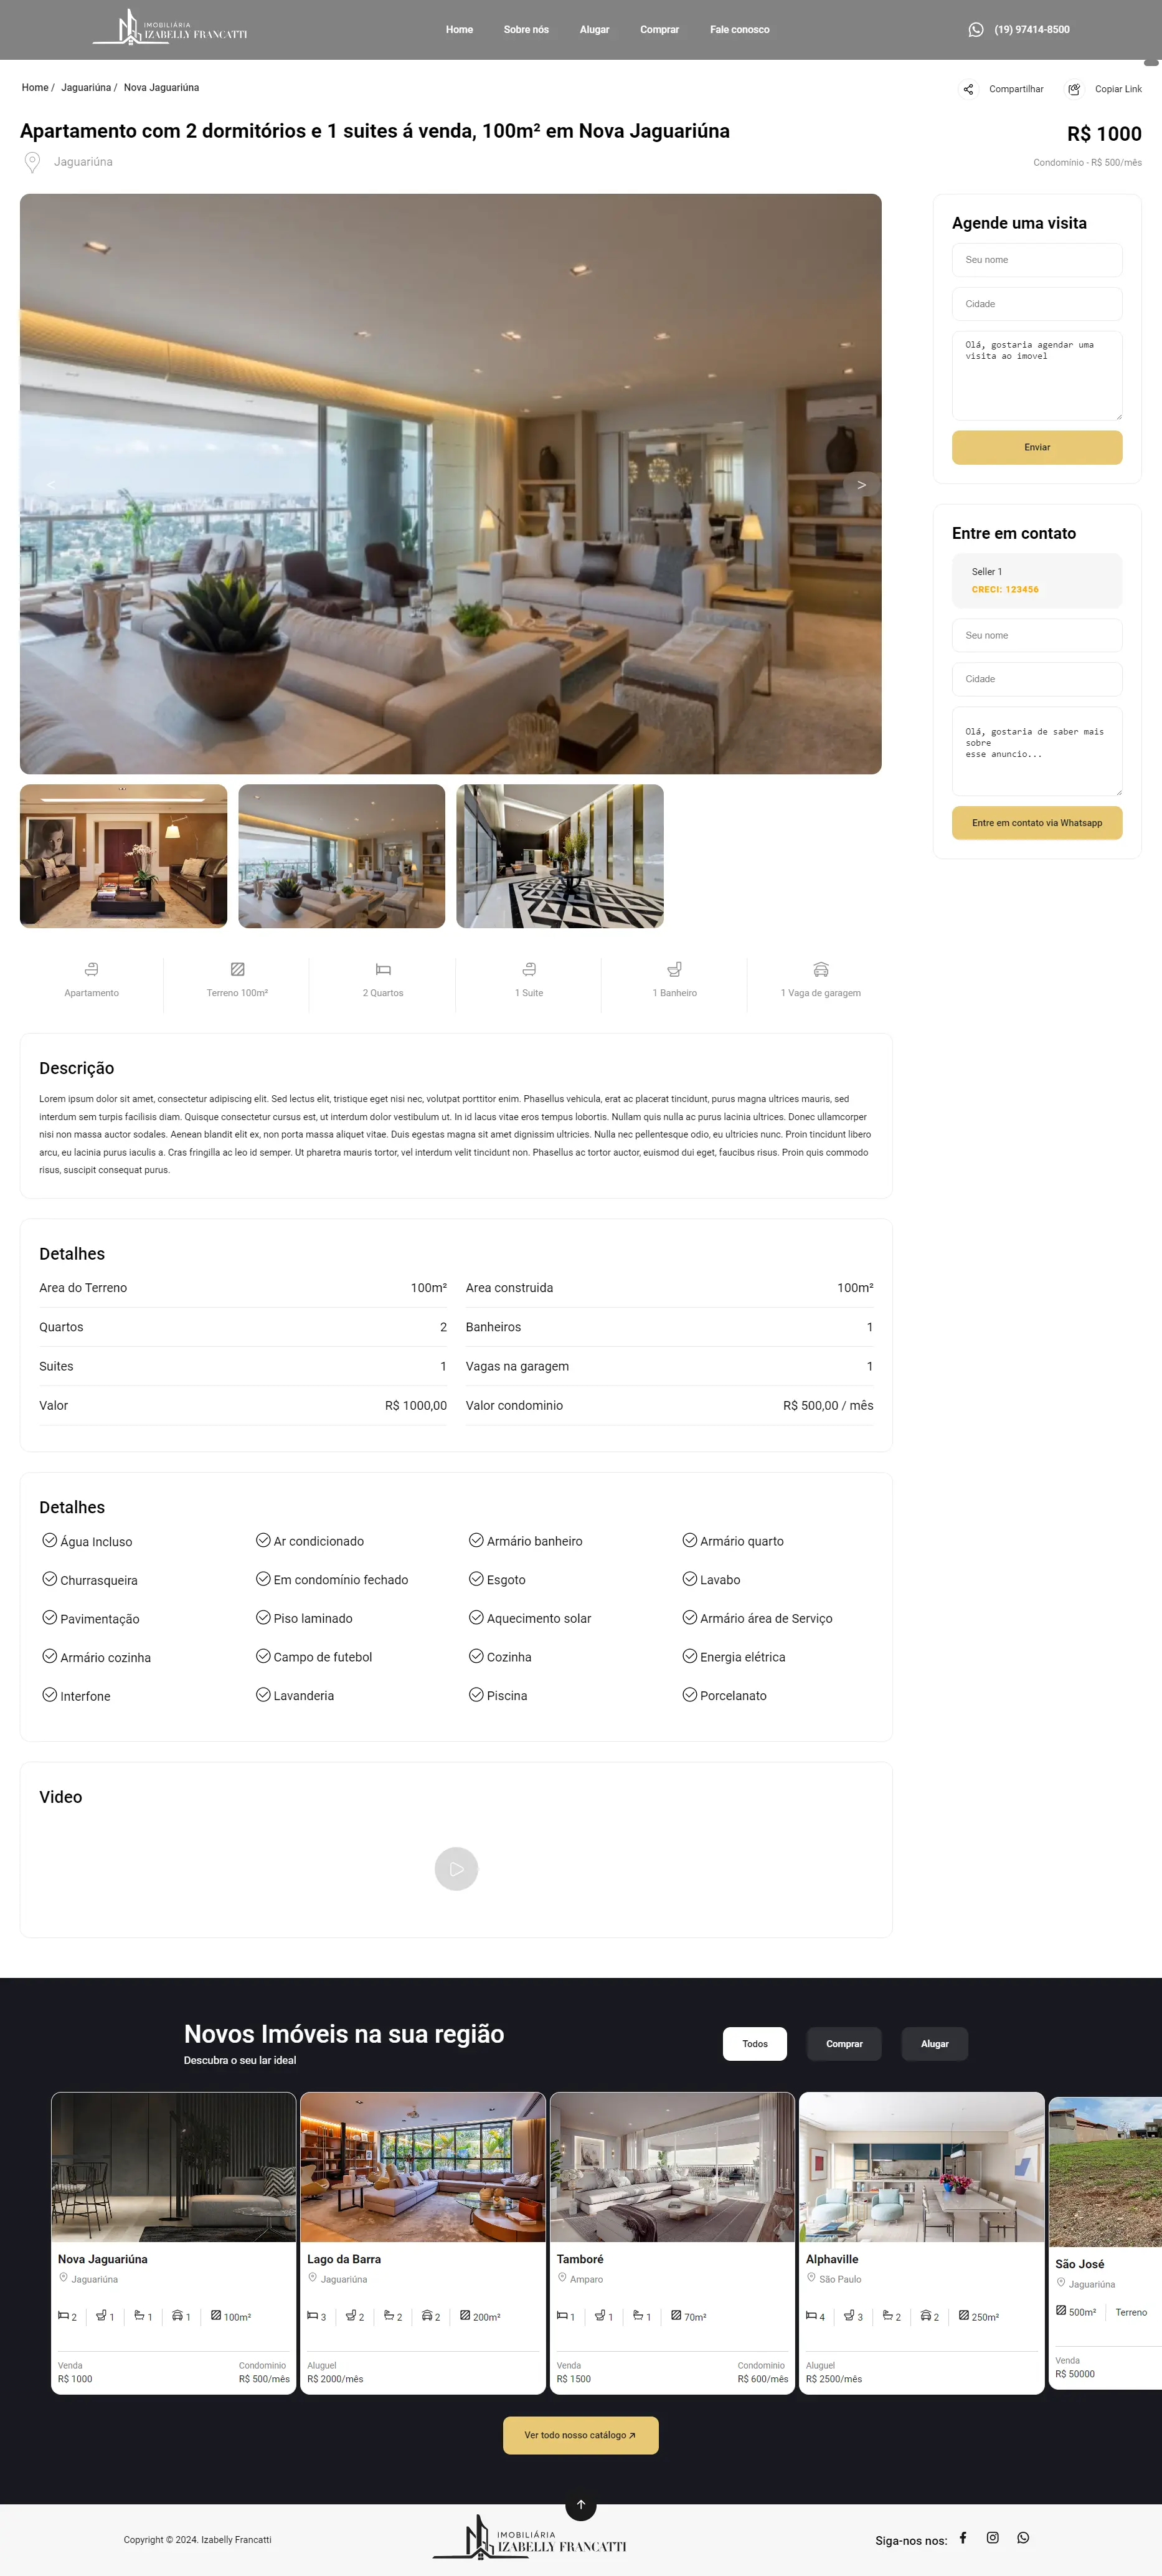 IMOBILIÁRIA
IZABELLY FRANCATTI
Home
Sobre nós
Alugar
Comprar
Fale conosco
(19) 97414-8500
Home / Jaguariúna / Nova Jaguariúna
Compartilhar
Copiar Link
Apartamento com 2 dormitórios e 1 suites á venda, 100m² em Nova Jaguariúna
R$ 1000
Jaguariúna
Condomínio - R$ 500/mês
<
>
Agende uma visita
Seu nome
Cidade
Olá, gostaria agendar uma
visita ao imovel
Enviar
Entre em contato
Seller 1
CRECI: 123456
Seu nome
Cidade
Olá, gostaria de saber mais
sobre
esse anuncio...
Entre em contato via Whatsapp
Apartamento
Terreno 100m²
2 Quartos
1 Suite
1 Banheiro
1 Vaga de garagem
Descrição
Lorem ipsum dolor sit amet, consectetur adipiscing elit. Sed lectus elit, tristique eget nisi nec, volutpat porttitor enim. Phasellus vehicula, erat ac placerat tincidunt, purus magna ultrices mauris, sed
interdum sem turpis facilisis diam. Quisque consectetur cursus est, ut interdum dolor vestibulum ut. In id lacus vitae eros tempus lobortis. Nullam quis nulla ac purus lacinia ultrices. Donec ullamcorper
nisi non massa auctor sodales. Aenean blandit elit ex, non porta massa aliquet vitae. Duis egestas magna sit amet dignissim ultricies. Nulla nec pellentesque odio, eu ultricies nunc. Proin tincidunt libero
arcu, eu lacinia purus iaculis a. Cras fringilla ac leo id semper. Ut pharetra mauris tortor, vel interdum velit tincidunt non. Phasellus ac tortor auctor, euismod dui eget, faucibus risus. Proin quis commodo
risus, suscipit consequat purus.
Detalhes
Area do Terreno 100m²
Area construida 100m²
Quartos 2
Banheiros 1
Suites 1
Vagas na garagem 1
Valor R$ 1000,00
Valor condominio R$ 500,00 / mês
Detalhes
Água Incluso
Ar condicionado
Armário banheiro
Armário quarto
Churrasqueira
Em condomínio fechado
Esgoto
Lavabo
Pavimentação
Piso laminado
Aquecimento solar
Armário área de Serviço
Armário cozinha
Campo de futebol
Cozinha
Energia elétrica
Interfone
Lavanderia
Piscina
Porcelanato
Video
Novos Imóveis na sua região
Descubra o seu lar ideal
Todos
Comprar
Alugar
Nova Jaguariúna
Jaguariúna
2 1 1 1 100m²
Venda Condominio
R$ 1000 R$ 500/mês
Lago da Barra
Jaguariúna
3 2 2 2 200m²
Aluguel
R$ 2000/mês
Tamboré
Amparo
1 1 1 70m²
Venda Condominio
R$ 1500 R$ 600/mês
Alphaville
São Paulo
4 3 2 2 250m²
Aluguel
R$ 2500/mês
São José
Jaguariúna
500m² Terreno
Venda
R$ 50000
Ver todo nosso catálogo
Copyright © 2024. Izabelly Francatti
IMOBILIÁRIA
IZABELLY FRANCATTI
Siga-nos nos: